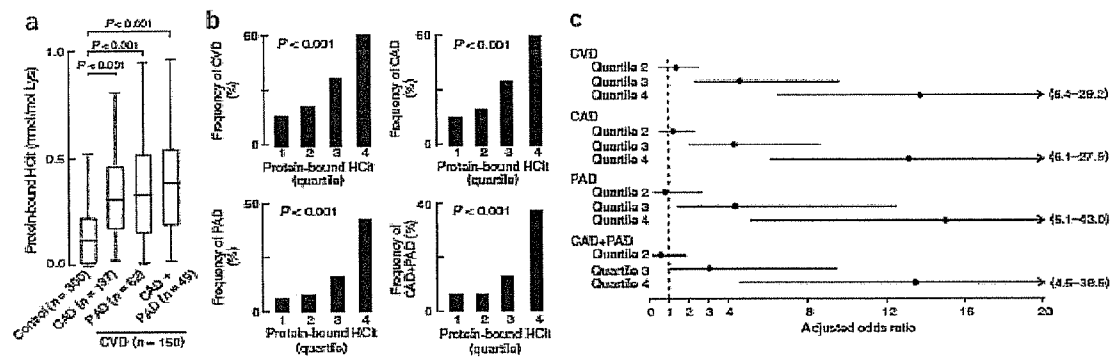 a
P < 0.001
P < 0.001
P < 0.001
Protein-bound HCit (mmol/mol Lys)
1.0
0.5
0.0
Control (n = 300)
CAD (n = 137)
PAD (n = 62)
CAD +
PAD (n = 49)
CVD (n = 150)
b
P < 0.001
Frequency of CVD
(%)
0
1 2 3 4
Protein-bound HCit
(quartile)
P < 0.001
Frequency of CAD
(%)
0
1 2 3 4
Protein-bound HCit
(quartile)
P < 0.001
Frequency of PAD
(%)
0
1 2 3 4
Protein-bound HCit
(quartile)
P < 0.001
Frequency of
CAD+PAD (%)
0
1 2 3 4
Protein-bound HCit
(quartile)
c
CVD
Quartile 2
Quartile 3
Quartile 4
CAD
Quartile 2
Quartile 3
Quartile 4
PAD
Quartile 2
Quartile 3
Quartile 4
CAD+PAD
Quartile 2
Quartile 3
Quartile 4
0 1 2 3 4 8 12 16 20
Adjusted odds ratio